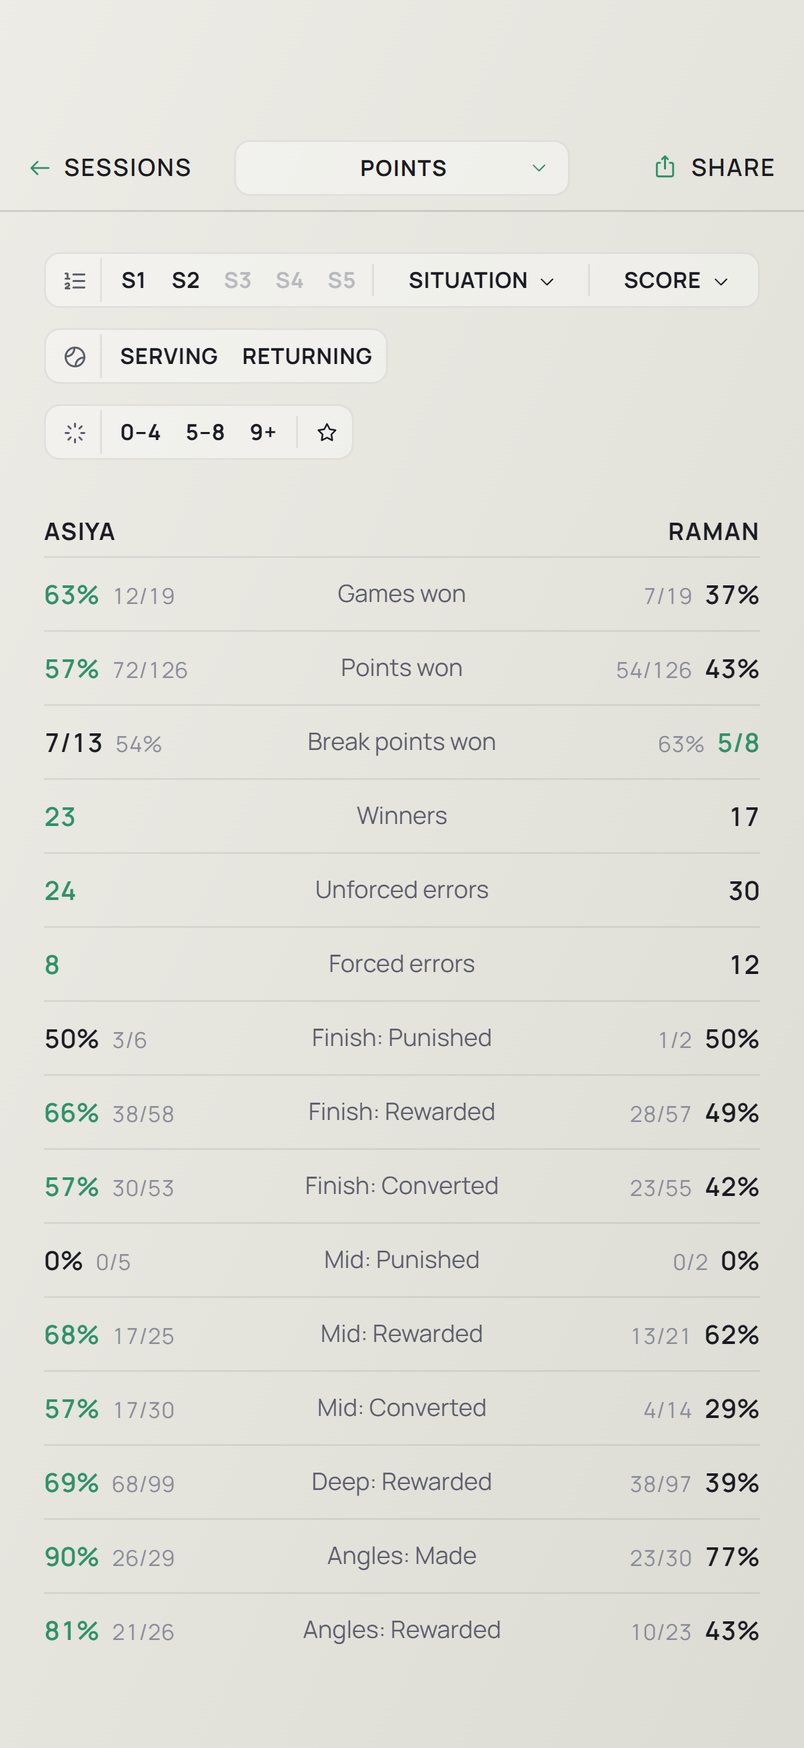 SESSIONS POINTS SHARE
S1 S2 S3 S4 S5 SITUATION SCORE
SERVING RETURNING
0–4 5–8 9+
ASIYA RAMAN
63% 12/19 Games won 7/19 37%
57% 72/126 Points won 54/126 43%
7/13 54% Break points won 63% 5/8
23 Winners 17
24 Unforced errors 30
8 Forced errors 12
50% 3/6 Finish: Punished 1/2 50%
66% 38/58 Finish: Rewarded 28/57 49%
57% 30/53 Finish: Converted 23/55 42%
0% 0/5 Mid: Punished 0/2 0%
68% 17/25 Mid: Rewarded 13/21 62%
57% 17/30 Mid: Converted 4/14 29%
69% 68/99 Deep: Rewarded 38/97 39%
90% 26/29 Angles: Made 23/30 77%
81% 21/26 Angles: Rewarded 10/23 43%